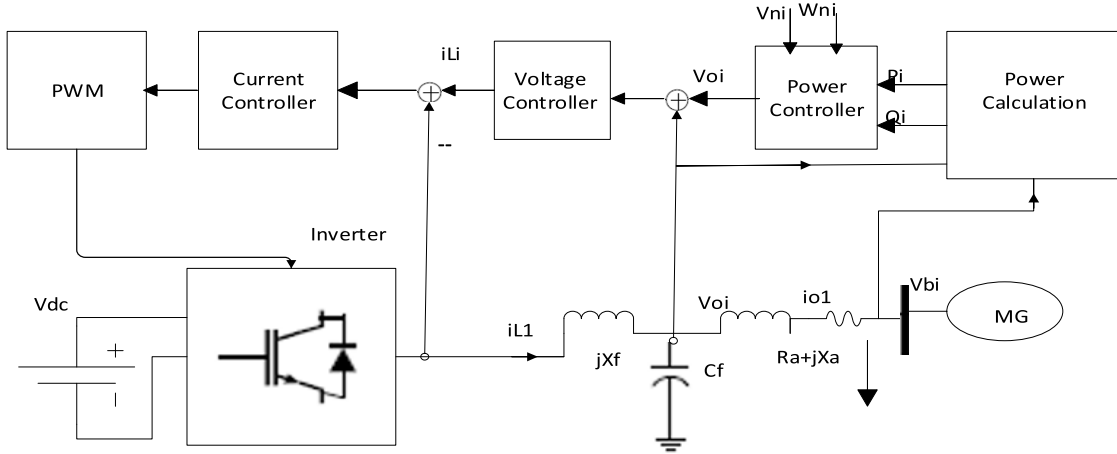 Vni
Wni
PWM
Current
Controller
iLi
Voltage
Controller
Voi
Power
Controller
Pi
Qi
Power
Calculation
--
Inverter
Vdc
+
iL1
jXf
Cf
Voi
io1
Ra+jXa
Vbi
MG